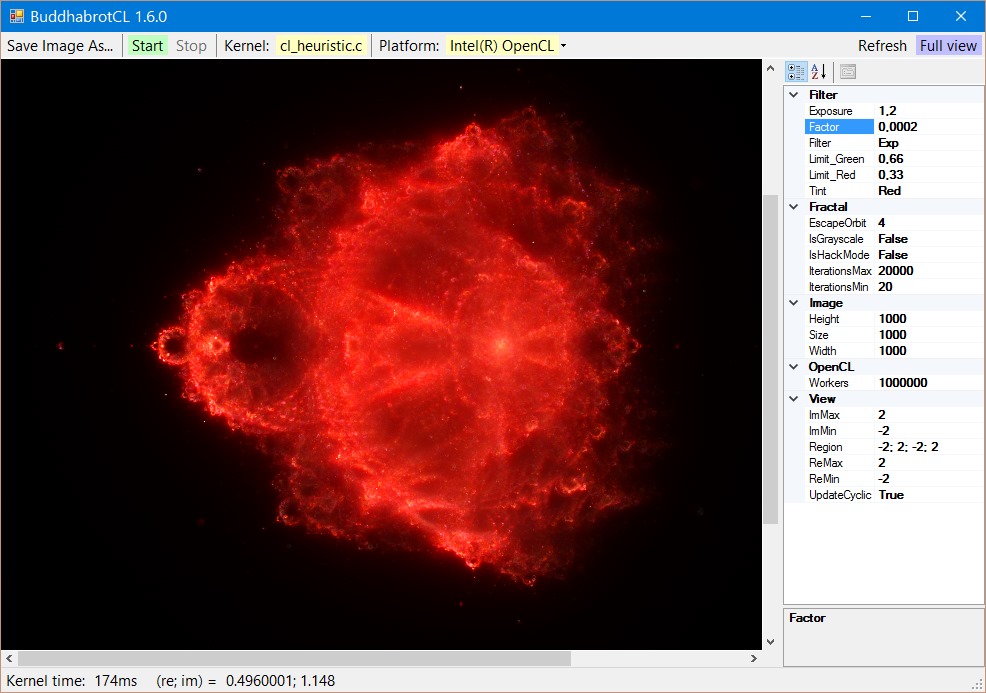 BuddhabrotCL 1.6.0
Save Image As... Start Stop Kernel: cl_heuristic.c Platform: Intel(R) OpenCL Refresh Full view
A Z
Filter
Exposure 1,2
Factor 0,0002
Filter Exp
Limit_Green 0,66
Limit_Red 0,33
Tint Red
Fractal
EscapeOrbit 4
IsGrayscale False
IsHackMode False
IterationsMax 20000
IterationsMin 20
Image
Height 1000
Size 1000
Width 1000
OpenCL
Workers 1000000
View
ImMax 2
ImMin -2
Region -2; 2; -2; 2
ReMax 2
ReMin -2
UpdateCyclic True
Factor
Kernel time: 174ms (re; im) = 0.4960001; 1.148